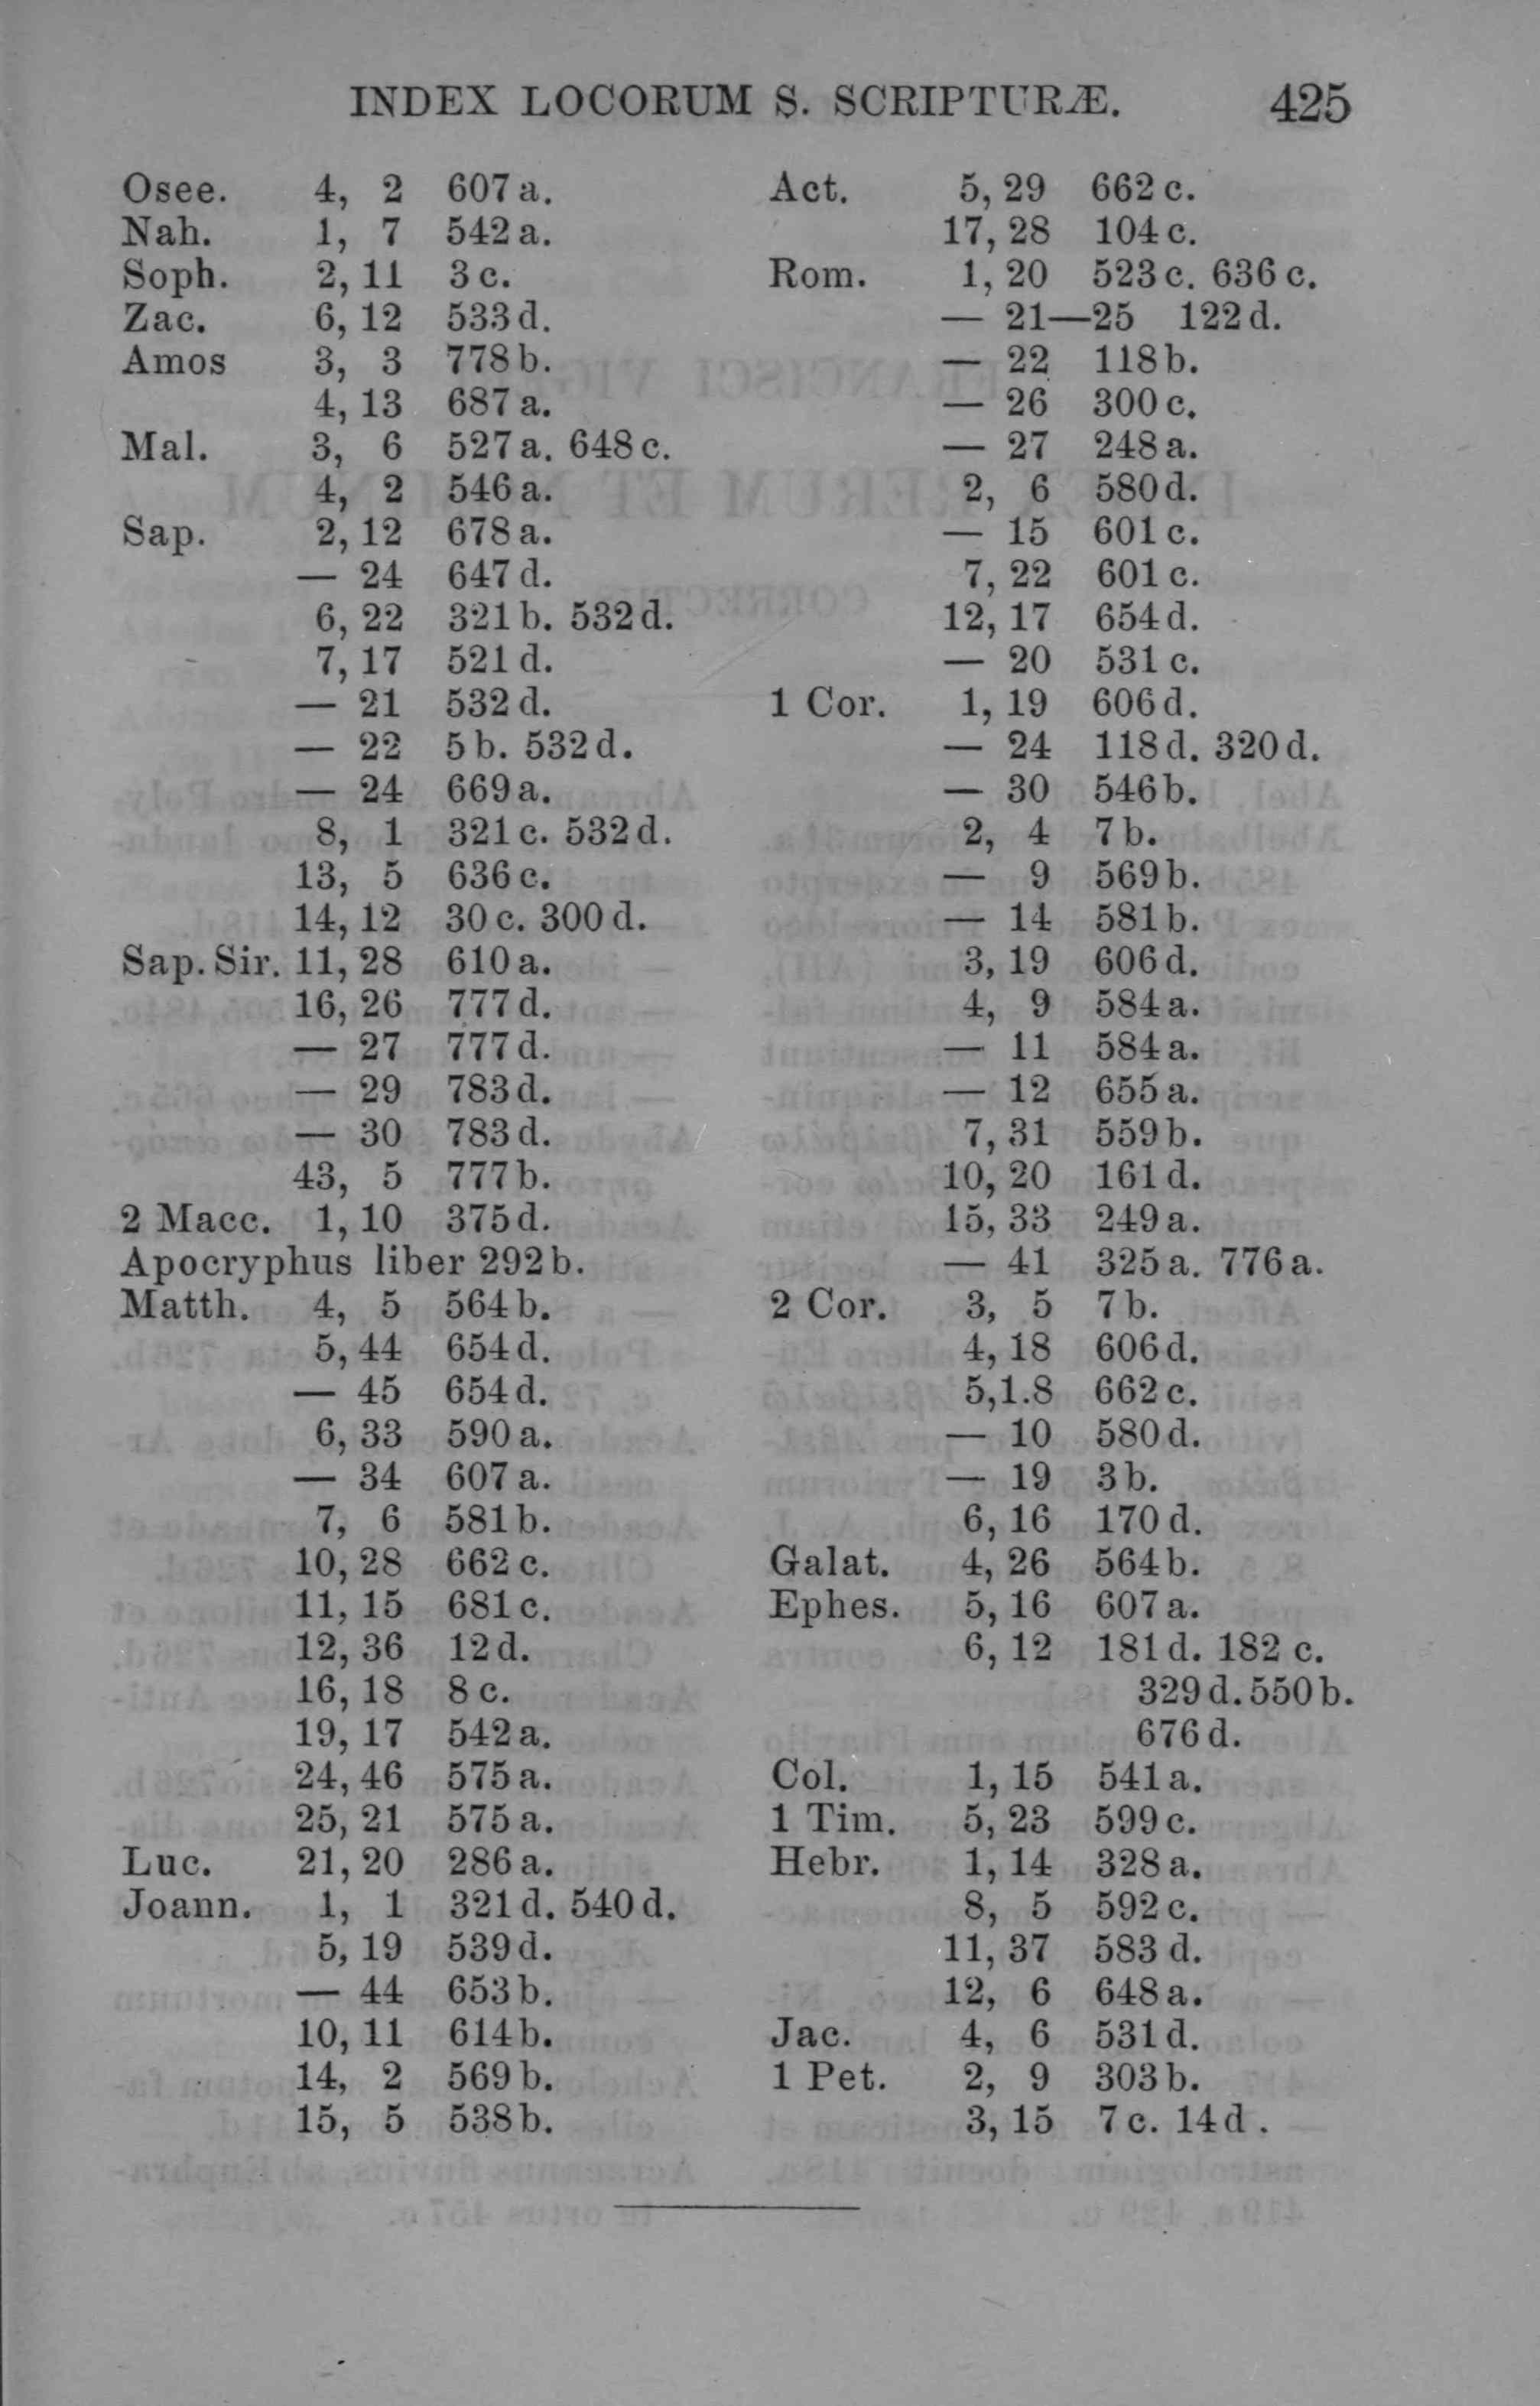 INDEX LOCORUM S. SCRIPTURÆ. 425
Osee. 4, 2 607 a.
Nah. 1, 7 542 a.
Soph. 2, 11 3 c.
Zac. 6, 12 533 d.
Amos 3, 3 778 b.
4, 13 687 a.
Mal. 3, 6 527 a. 648 c.
4, 2 546 a.
Sap. 2, 12 678 a.
— 24 647 d.
6, 22 321 b. 532 d.
7, 17 521 d.
— 21 532 d.
— 22 5 b. 532 d.
— 24 669 a.
8, 1 321 c. 532 d.
13, 5 636 c.
14, 12 30 c. 300 d.
Sap. Sir. 11, 28 610 a.
16, 26 777 d.
— 27 777 d.
— 29 783 d.
— 30 783 d.
43, 5 777 b.
2 Macc. 1, 10 375 d.
Apocryphus liber 292 b.
Matth. 4, 5 564 b.
5, 44 654 d.
— 45 654 d.
6, 33 590 a.
— 34 607 a.
7, 6 581 b.
10, 28 662 c.
11, 15 681 c.
12, 36 12 d.
16, 18 8 c.
19, 17 542 a.
24, 46 575 a.
25, 21 575 a.
Luc. 21, 20 286 a.
Joann. 1, 1 321 d. 540 d.
5, 19 539 d.
— 44 653 b.
10, 11 614 b.
14, 2 569 b.
15, 5 538 b.
Act. 5, 29 662 c.
17, 28 104 c.
Rom. 1, 20 523 c. 636 c.
— 21—25 122 d.
— 22 118 b.
— 26 300 c.
— 27 248 a.
2, 6 580 d.
— 15 601 c.
7, 22 601 c.
12, 17 654 d.
— 20 531 c.
1 Cor. 1, 19 606 d.
— 24 118 d. 320 d.
— 30 546 b.
2, 4 7 b.
— 9 569 b.
— 14 581 b.
3, 19 606 d.
4, 9 584 a.
— 11 584 a.
— 12 655 a.
7, 31 559 b.
10, 20 161 d.
15, 33 249 a.
— 41 325 a. 776 a.
2 Cor. 3, 5 7 b.
4, 18 606 d.
5,1.8 662 c.
— 10 580 d.
— 19 3 b.
6, 16 170 d.
Galat. 4, 26 564 b.
Ephes. 5, 16 607 a.
6, 12 181 d. 182 c.
329 d. 550 b.
676 d.
Col. 1, 15 541 a.
1 Tim. 5, 23 599 c.
Hebr. 1, 14 328 a.
8, 5 592 c.
11, 37 583 d.
12, 6 648 a.
Jac. 4, 6 531 d.
1 Pet. 2, 9 303 b.
3, 15 7 c. 14 d .